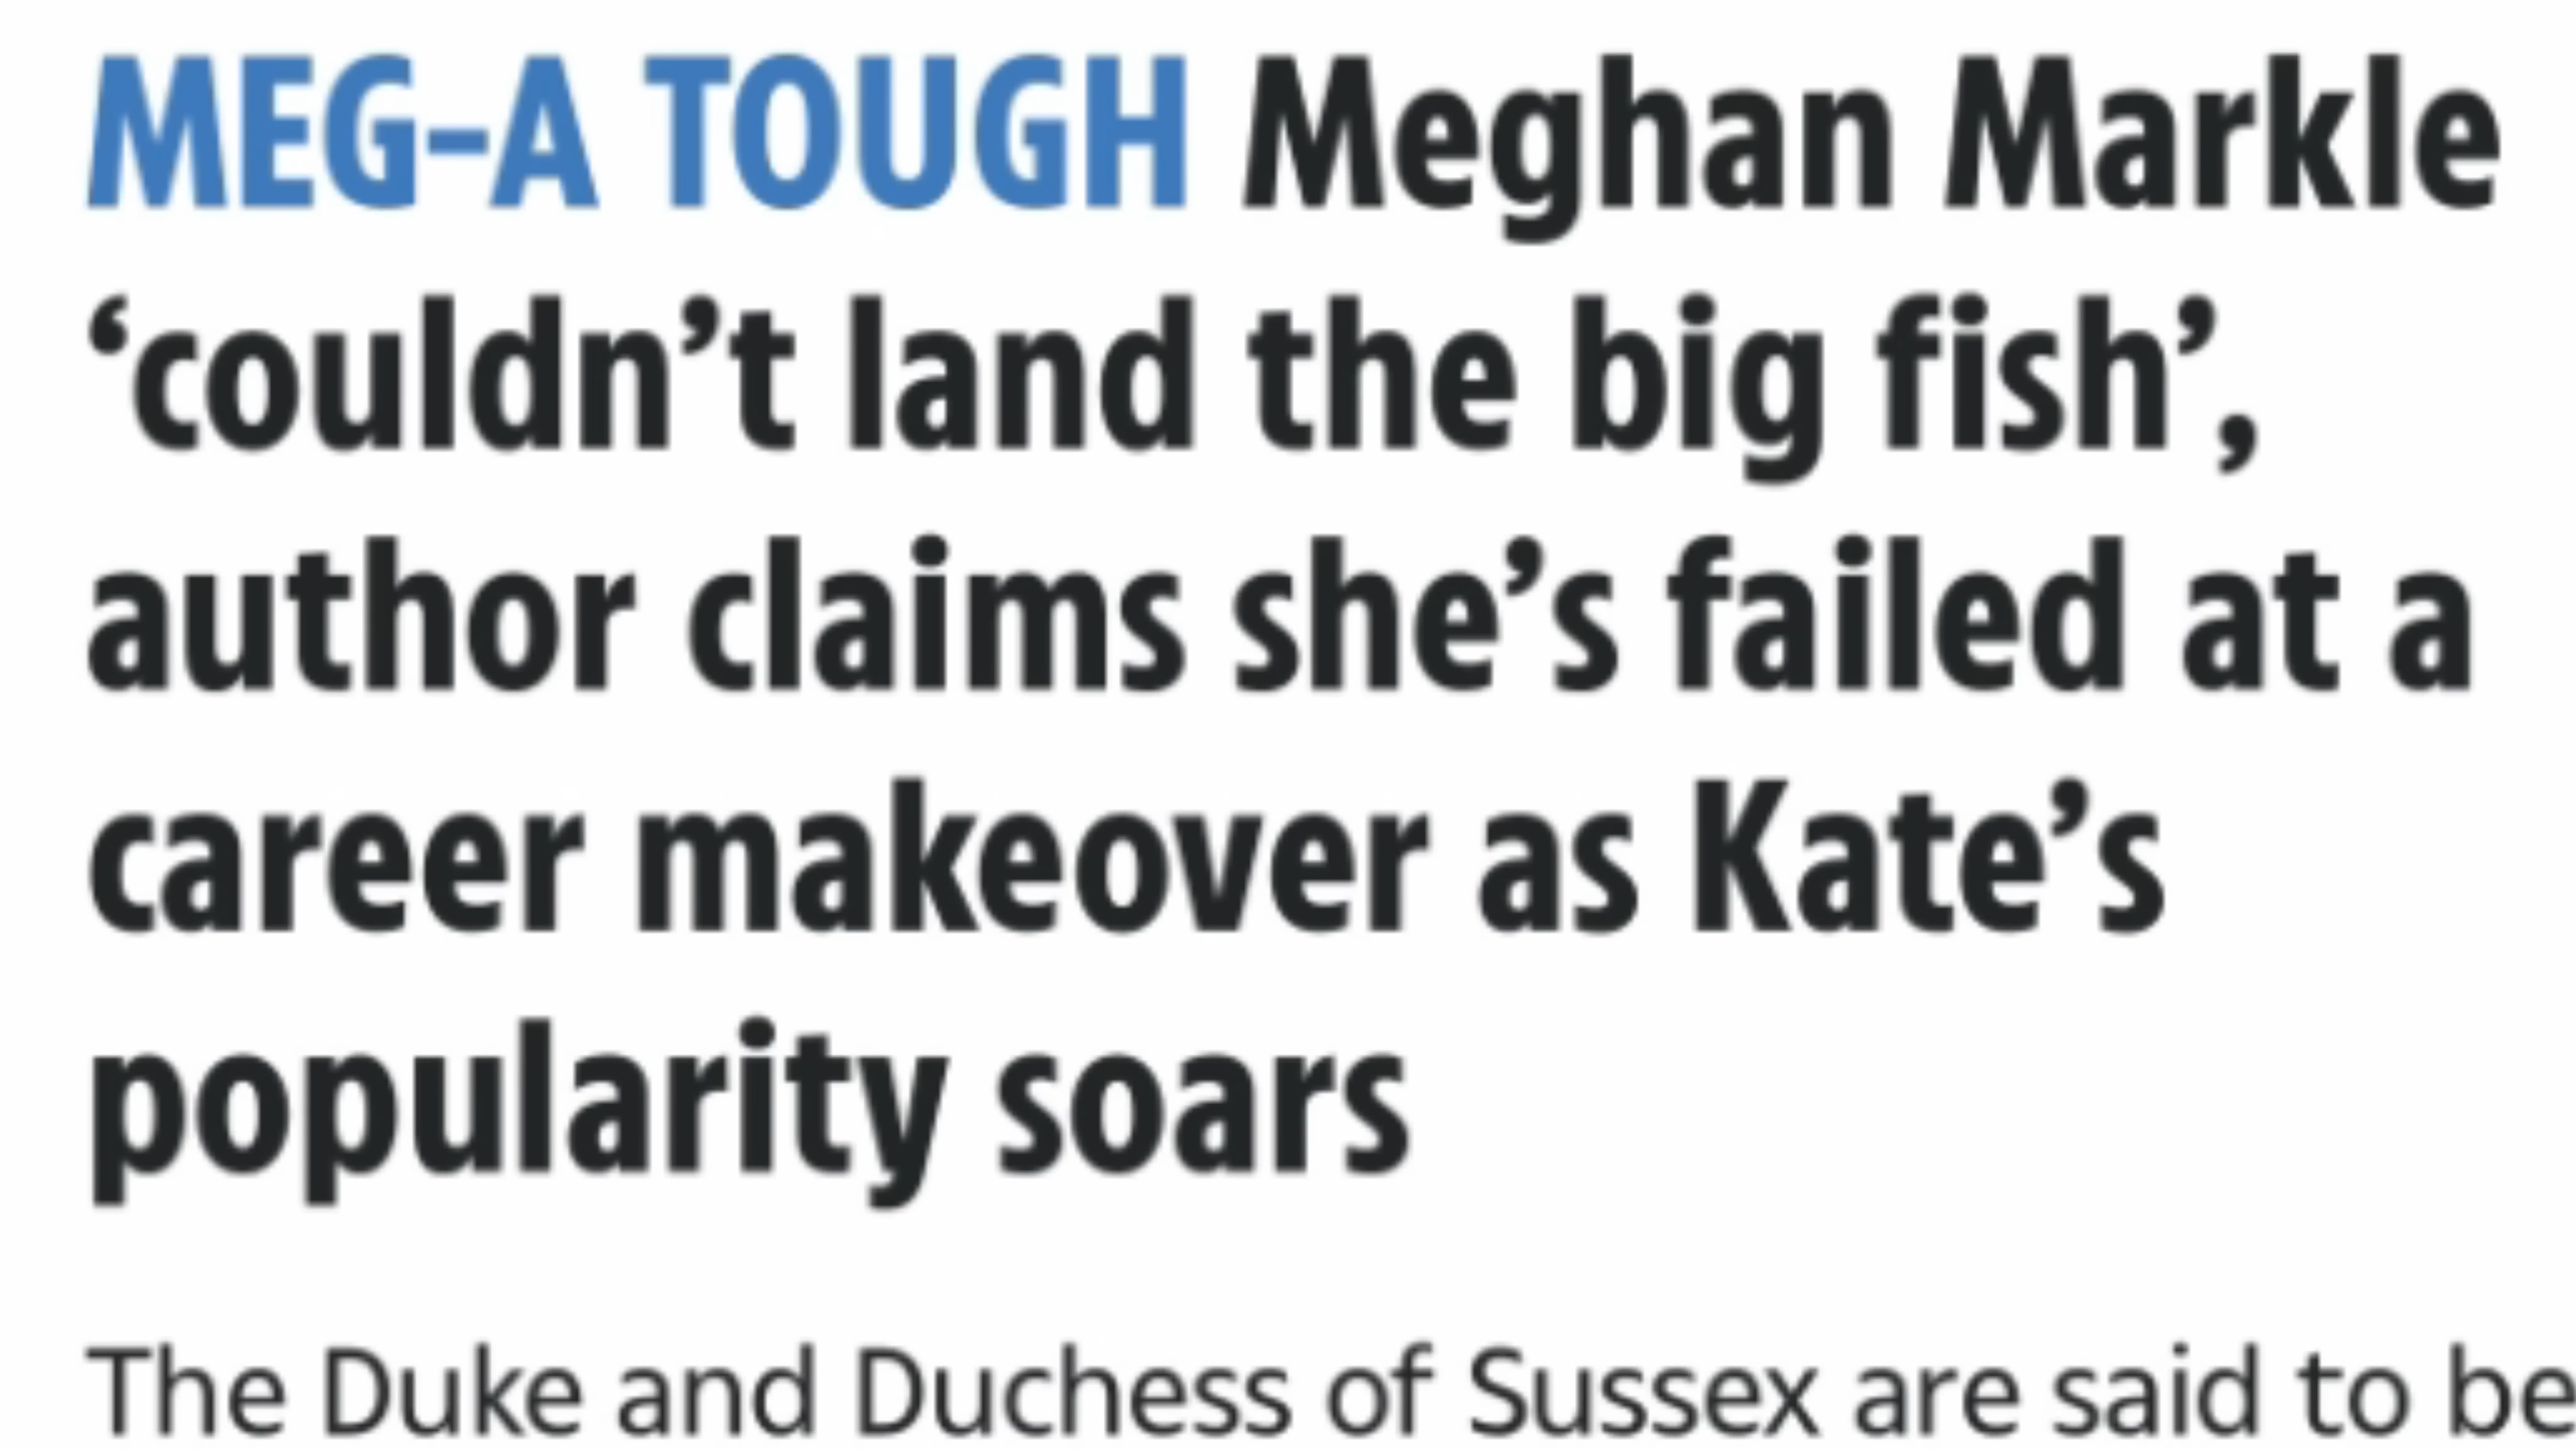 MEG-A TOUGH Meghan Markle
‘couldn’t land the big fish’,
author claims she’s failed at a
career makeover as Kate’s
popularity soars
The Duke and Duchess of Sussex are said to be